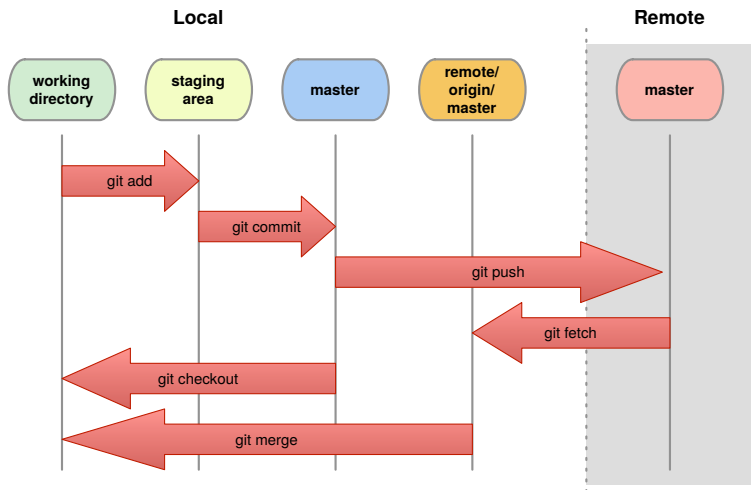 Local
Remote
working
directory
staging
area
master
remote/
origin/
master
master
git add
git commit
git push
git fetch
git checkout
git merge